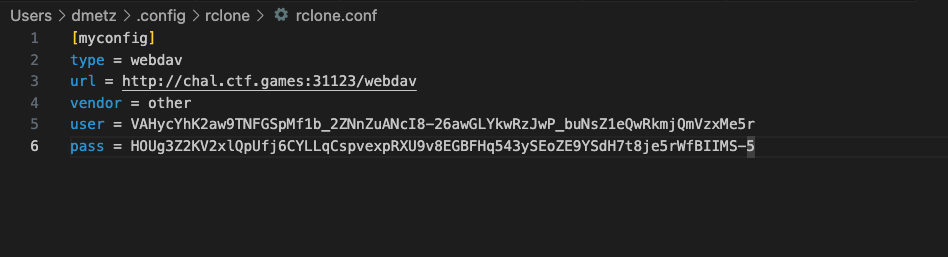 Users > dmetz > .config > rclone > rclone.conf
1 [myconfig]
2 type = webdav
3 url = http://chal.ctf.games:31123/webdav
4 vendor = other
5 user = VAHycYhK2aw9TNFGSpMf1b_2ZNnZuANcI8-26awGLYkwRzJwP_buNsZ1eQwRkmjQmVzxMe5r
6 pass = HOUg3Z2KV2xlQpUfj6CYLLqCspvexpRXU9v8EGBFHq543ySEoZE9YSdH7t8je5rWfBIIMS-5